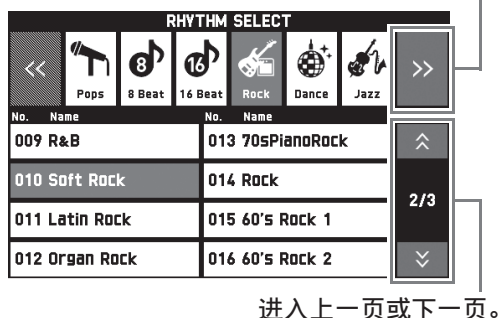 RHYTHM SELECT
<< Pops 8 Beat 16 Beat Rock Dance Jazz >>
No. Name No. Name
009 R&B 013 70sPianoRock
010 Soft Rock 014 Rock
2/3
011 Latin Rock 015 60's Rock 1
012 Organ Rock 016 60's Rock 2
进入上一页或下一页。